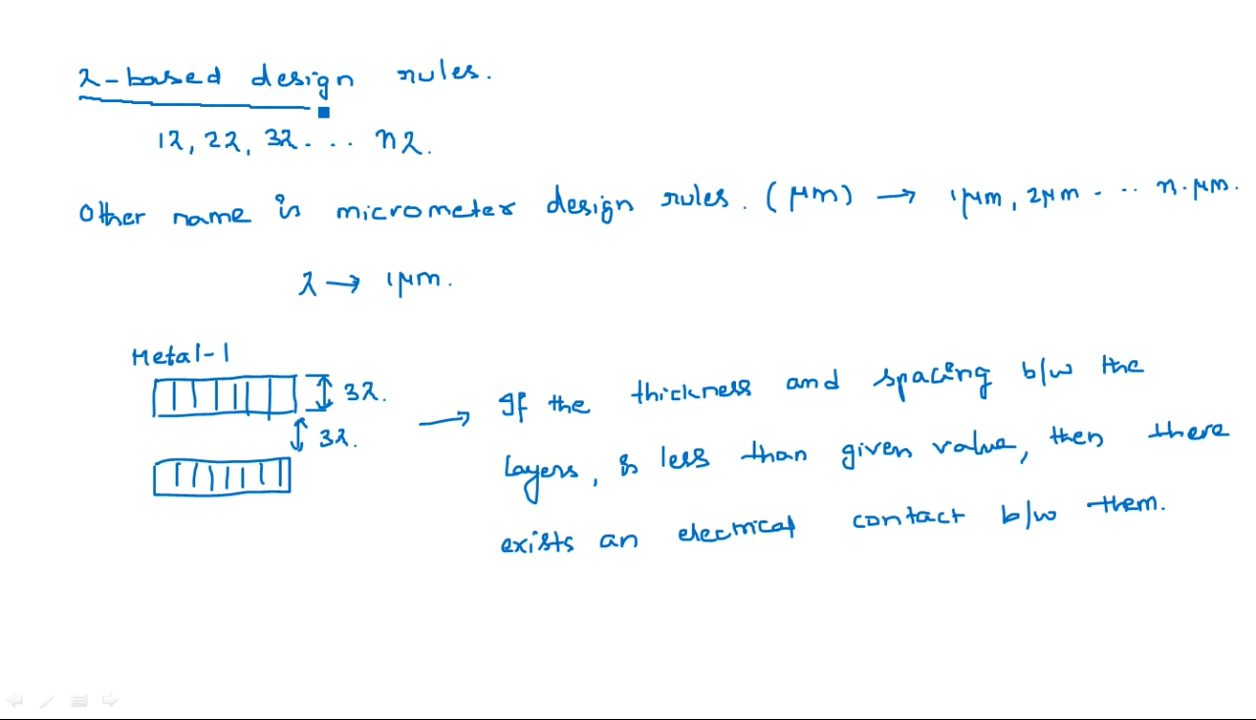 λ-based design rules.
1λ, 2λ, 3λ. .. nλ.
Other name is micrometer design rules. (μm) → 1μm, 2μm - .. n.μm.
λ → 1μm.
Metal-1
3λ.
3λ.
→ If the thickness and spacing b/w the
layers, is less than given value, then there
exists an electrical contact b/w them.